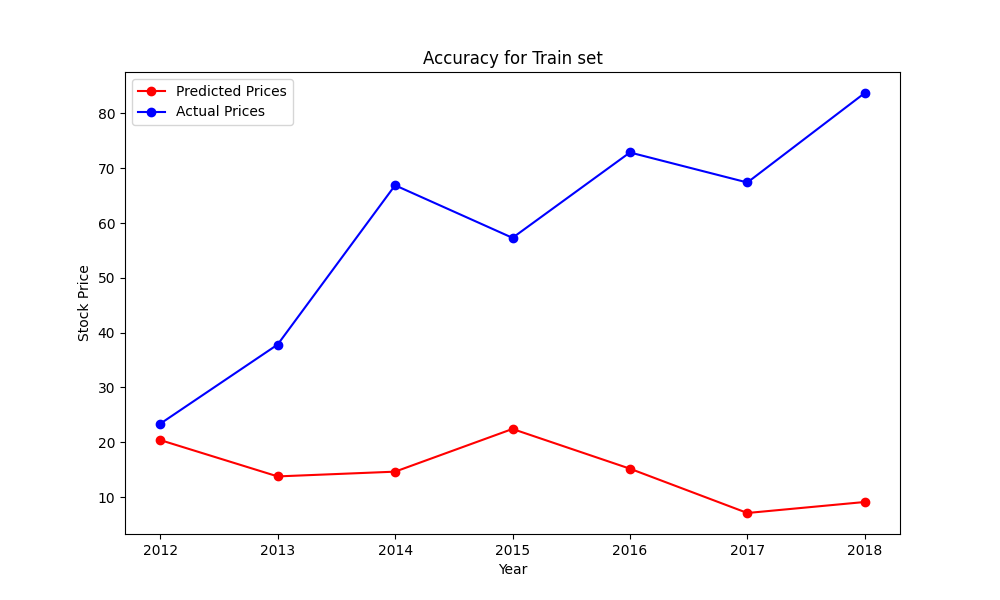 Accuracy for Train set
Predicted Prices
Actual Prices
80
70
60
50
40
30
20
10
Stock Price
2012 2013 2014 2015 2016 2017 2018
Year